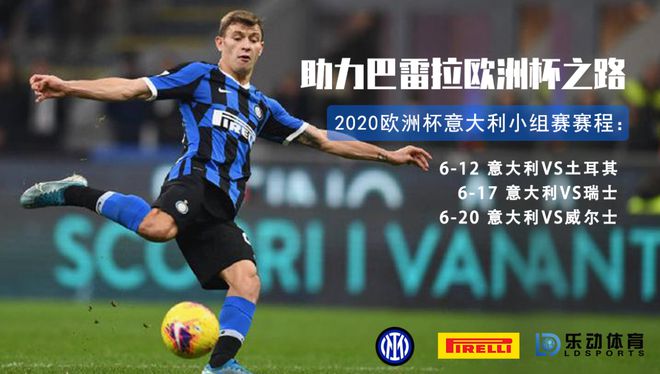 助力巴雷拉欧洲杯之路
2020欧洲杯意大利小组赛赛程：
6-12 意大利VS土耳其
6-17 意大利VS瑞士
6-20 意大利VS威尔士
PIRELLI
SCOPRI I VANTA
PIRELLI
乐动体育
LDSPORTS